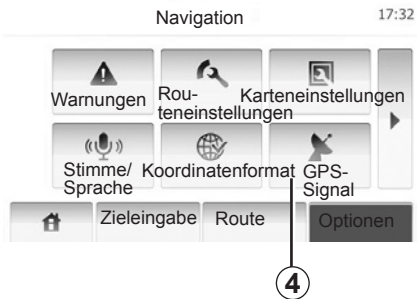 Navigation 17:32
Warnungen
Rou-
teneinstellungen
Karteneinstellungen
Stimme/
Sprache
Koordinatenformat
GPS-
Signal
Zieleingabe
Route
Optionen
4